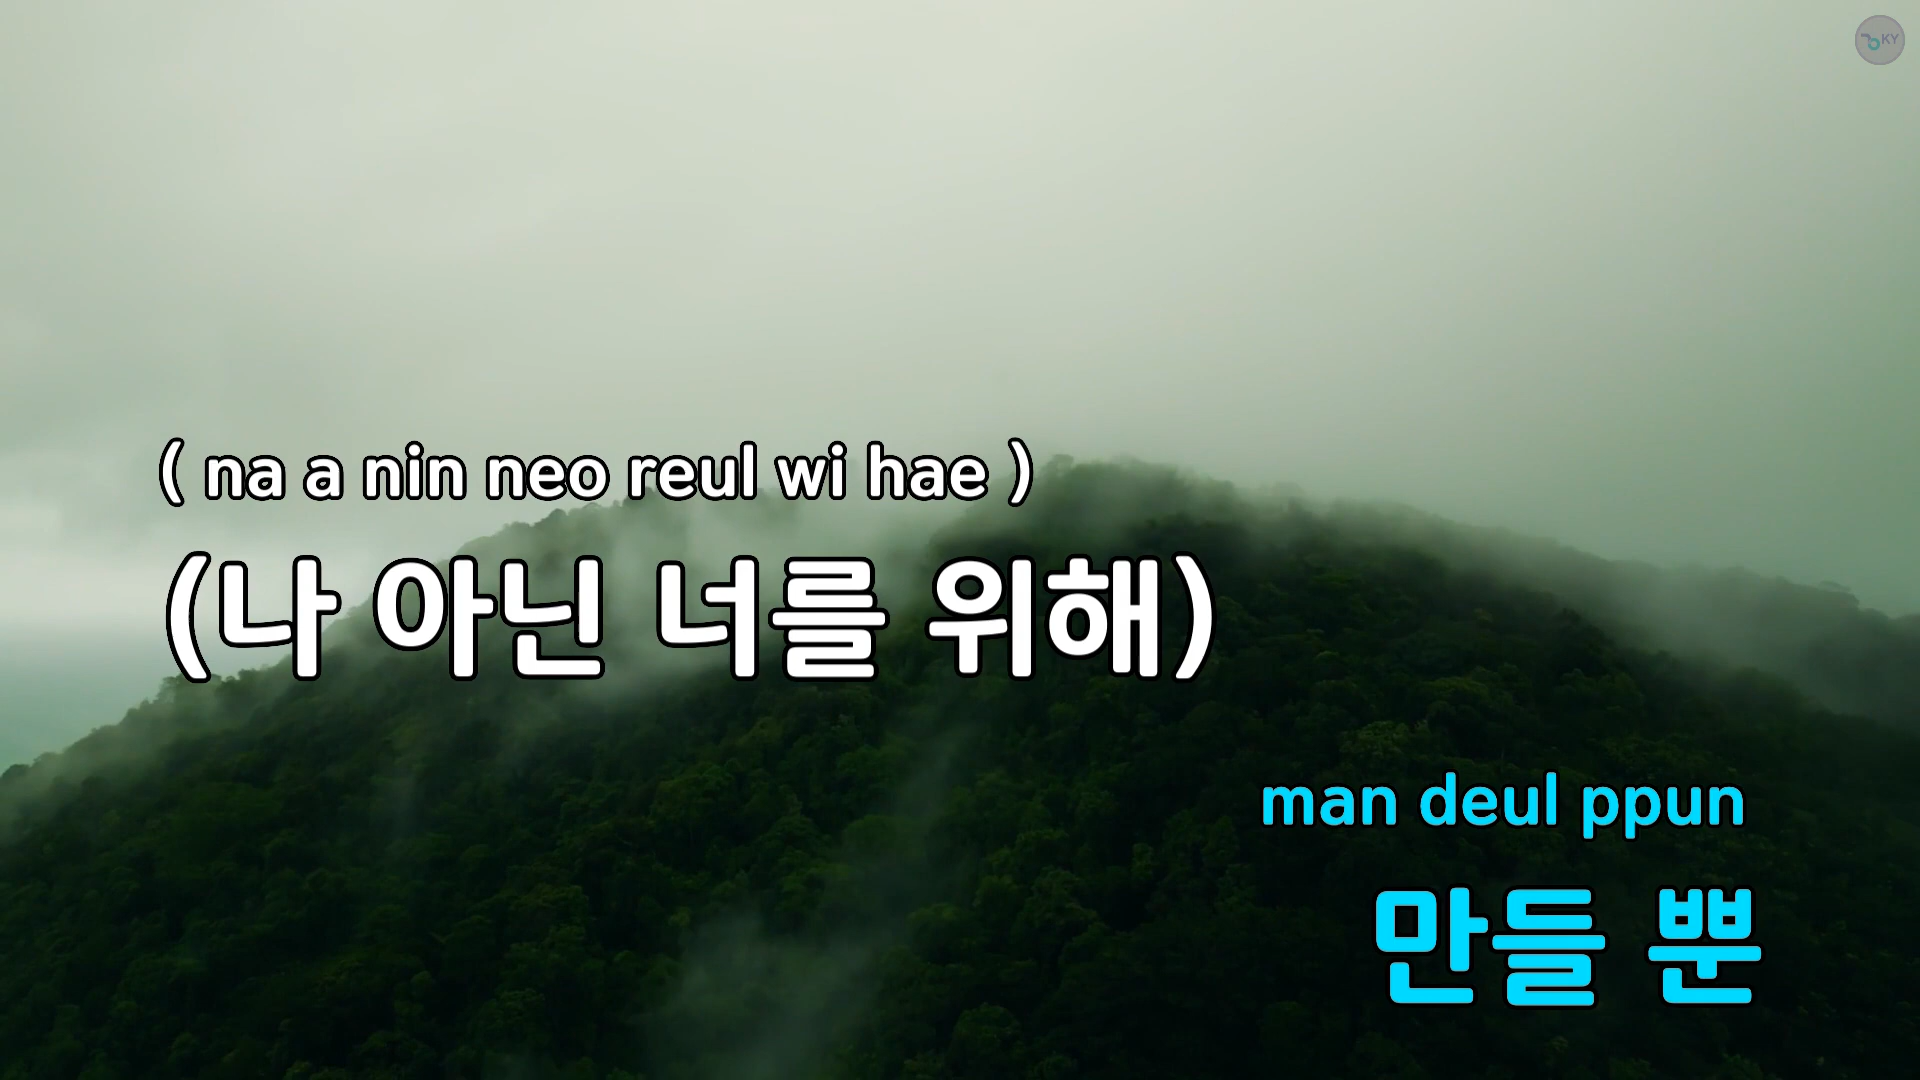 KY
( na a nin neo reul wi hae )
(나 아닌 너를 위해)
man deul ppun
만들 뿐